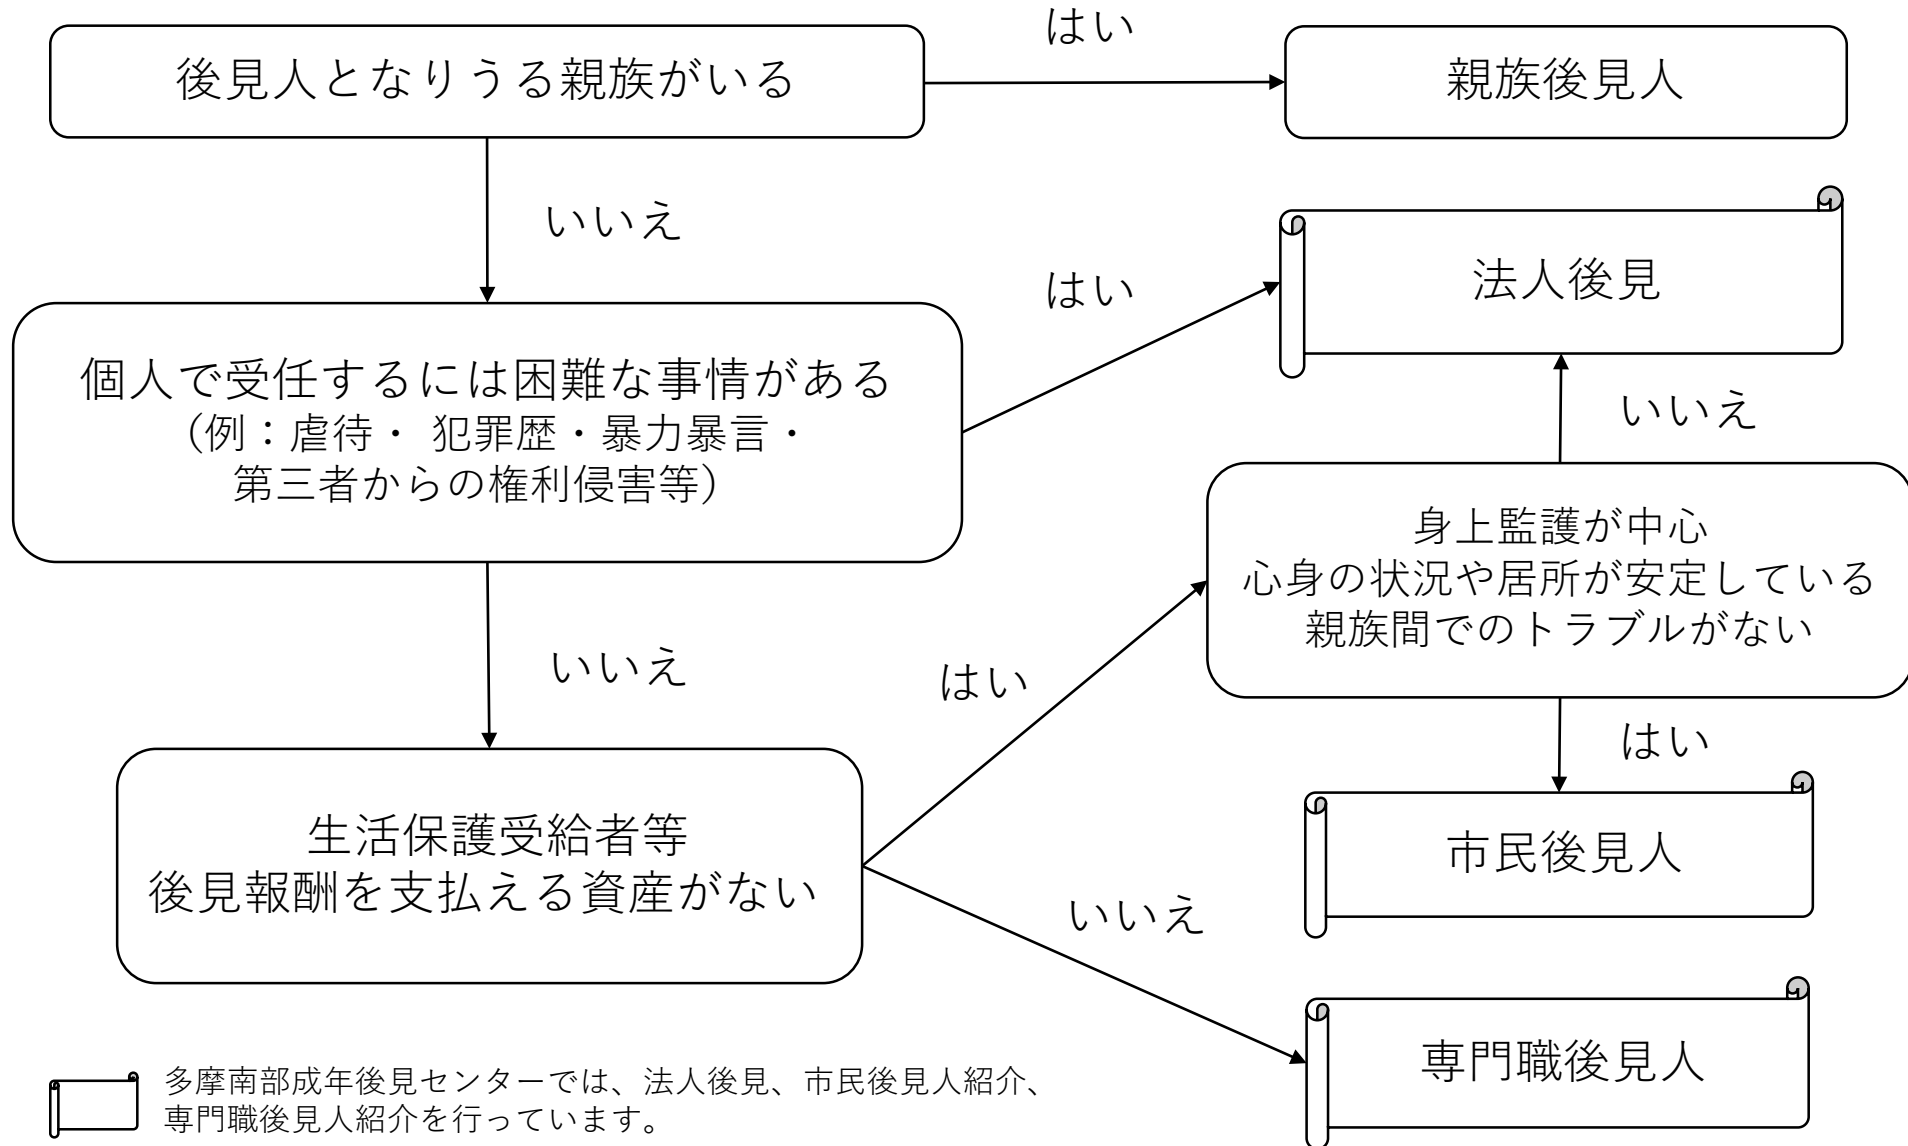 後見人となりうる親族がいる
はい
親族後見人
いいえ
個人で受任するには困難な事情がある
（例：虐待・ 犯罪歴・暴力暴言・
第三者からの権利侵害等）
はい
法人後見
いいえ
身上監護が中心
心身の状況や居所が安定している
親族間でのトラブルがない
いいえ
はい
はい
市民後見人
生活保護受給者等
後見報酬を支払える資産がない
いいえ
専門職後見人
多摩南部成年後見センターでは、法人後見、市民後見人紹介、
専門職後見人紹介を行っています。